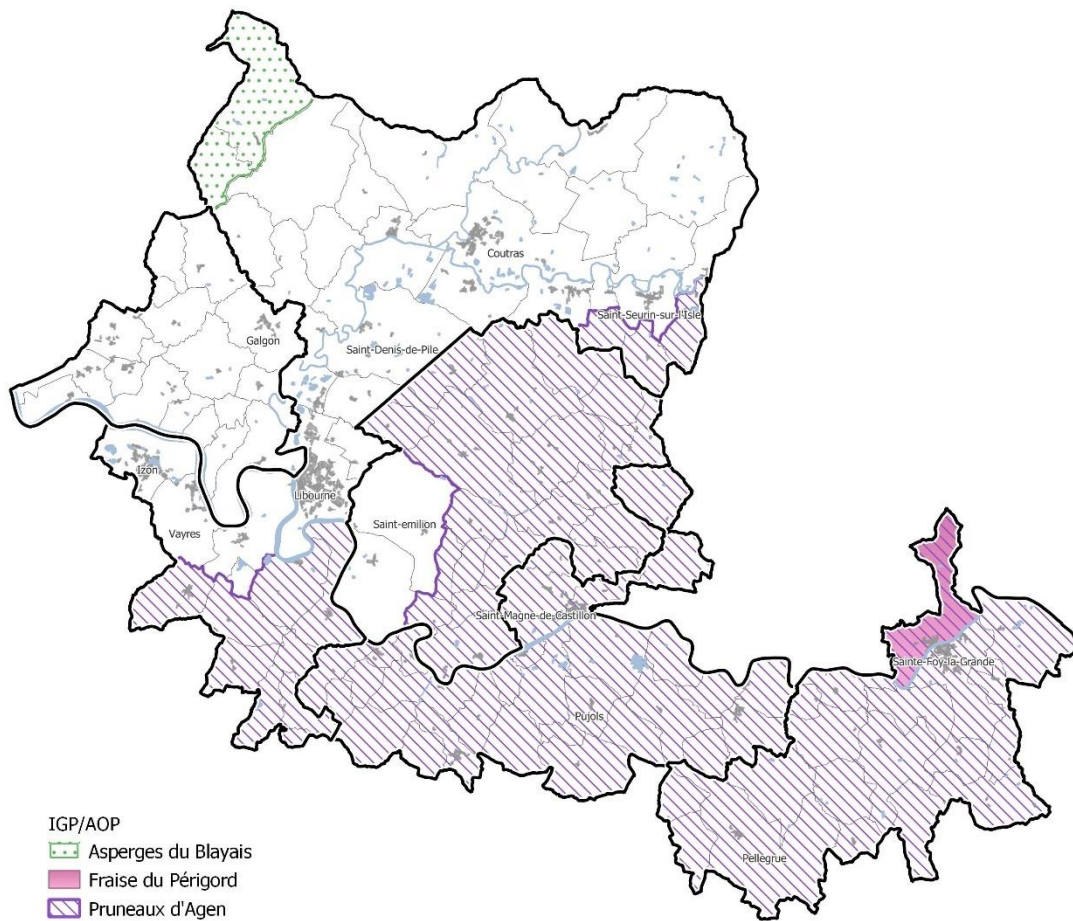 Coutras
Saint-Seurin-sur-l'Isle
Galgon
Saint-Denis-de-Pile
Izon
Libourne
Vayres
Saint-emilion
Saint-Magne-de-Castillon
Sainte-Foy-la-Grande
Pujols
Pellegrue
IGP/AOP
Asperges du Blayais
Fraise du Périgord
Pruneaux d'Agen